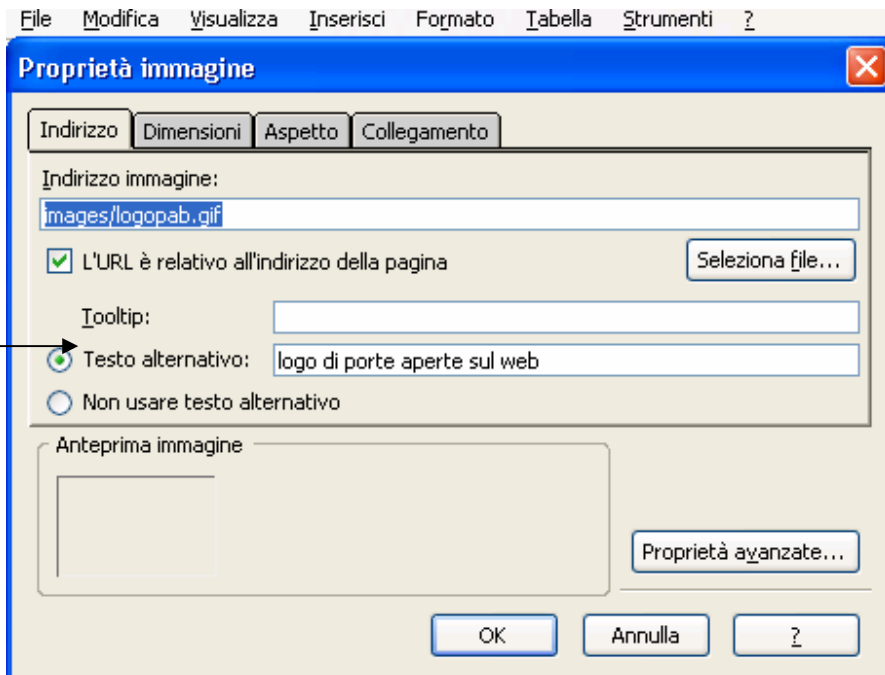 File Modifica Visualizza Inserisci Formato Tabella Strumenti ?
Proprietà immagine
Indirizzo Dimensioni Aspetto Collegamento
Indirizzo immagine:
images/logopab.gif
L'URL è relativo all'indirizzo della pagina Seleziona file...
Tooltip:
Testo alternativo: logo di porte aperte sul web
Non usare testo alternativo
Anteprima immagine
Proprietà avanzate...
OK Annulla ?